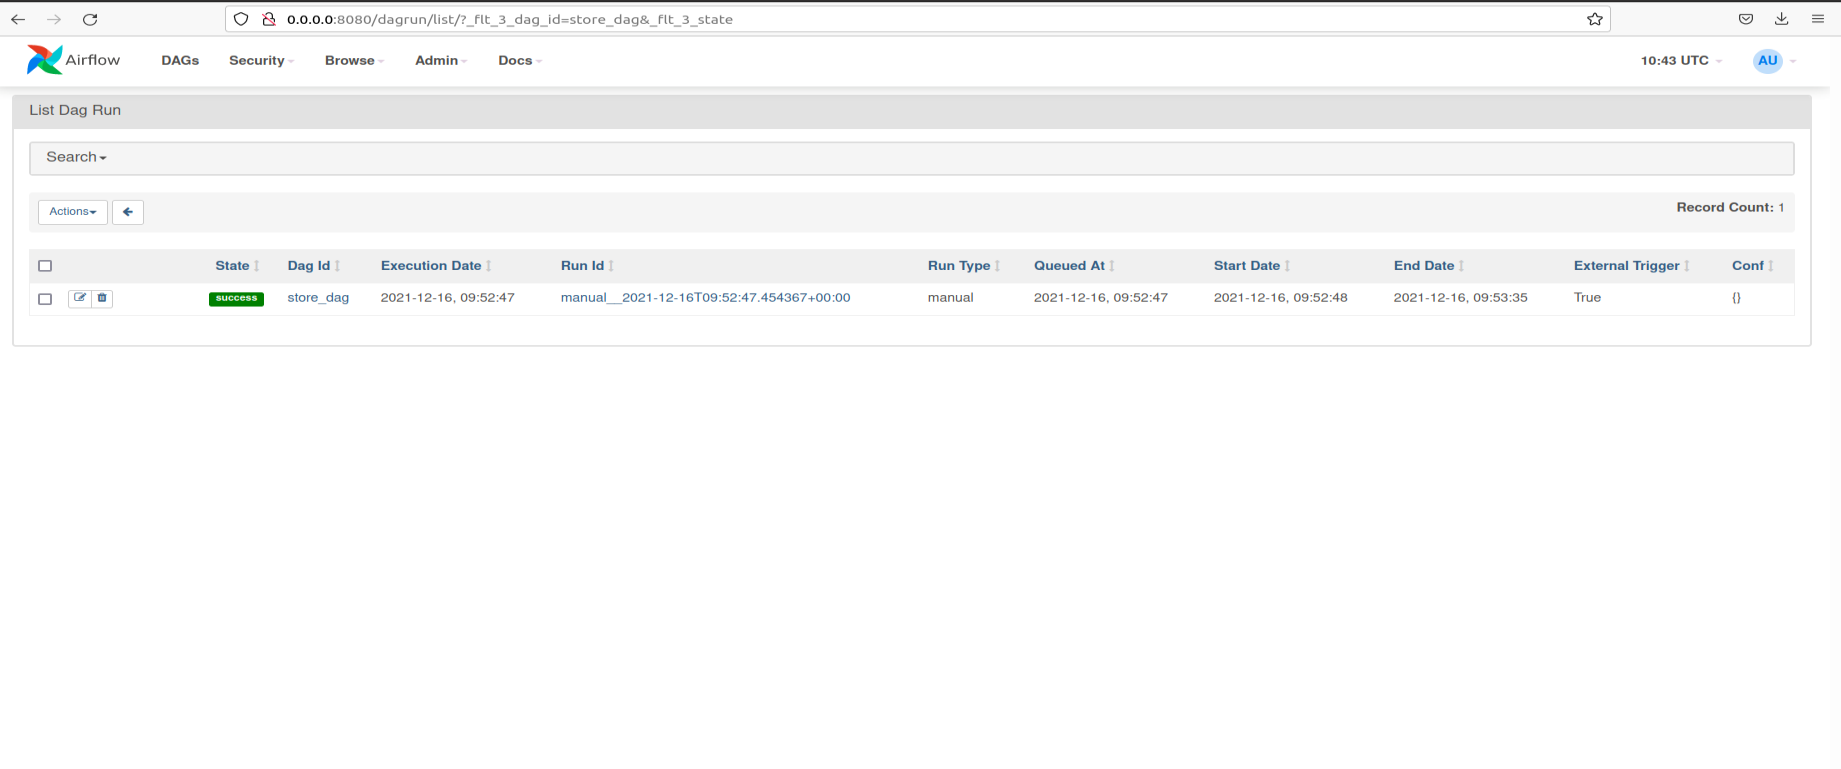 0.0.0.0:8080/dagrun/list/?_flt_3_dag_id=store_dag&_flt_3_state
Airflow DAGs Security Browse Admin Docs 10:43 UTC AU
List Dag Run
Search
Actions Record Count: 1
State Dag Id Execution Date Run Id Run Type Queued At Start Date End Date External Trigger Conf
success store_dag 2021-12-16, 09:52:47 manual__2021-12-16T09:52:47.454367+00:00 manual 2021-12-16, 09:52:47 2021-12-16, 09:52:48 2021-12-16, 09:53:35 True {}